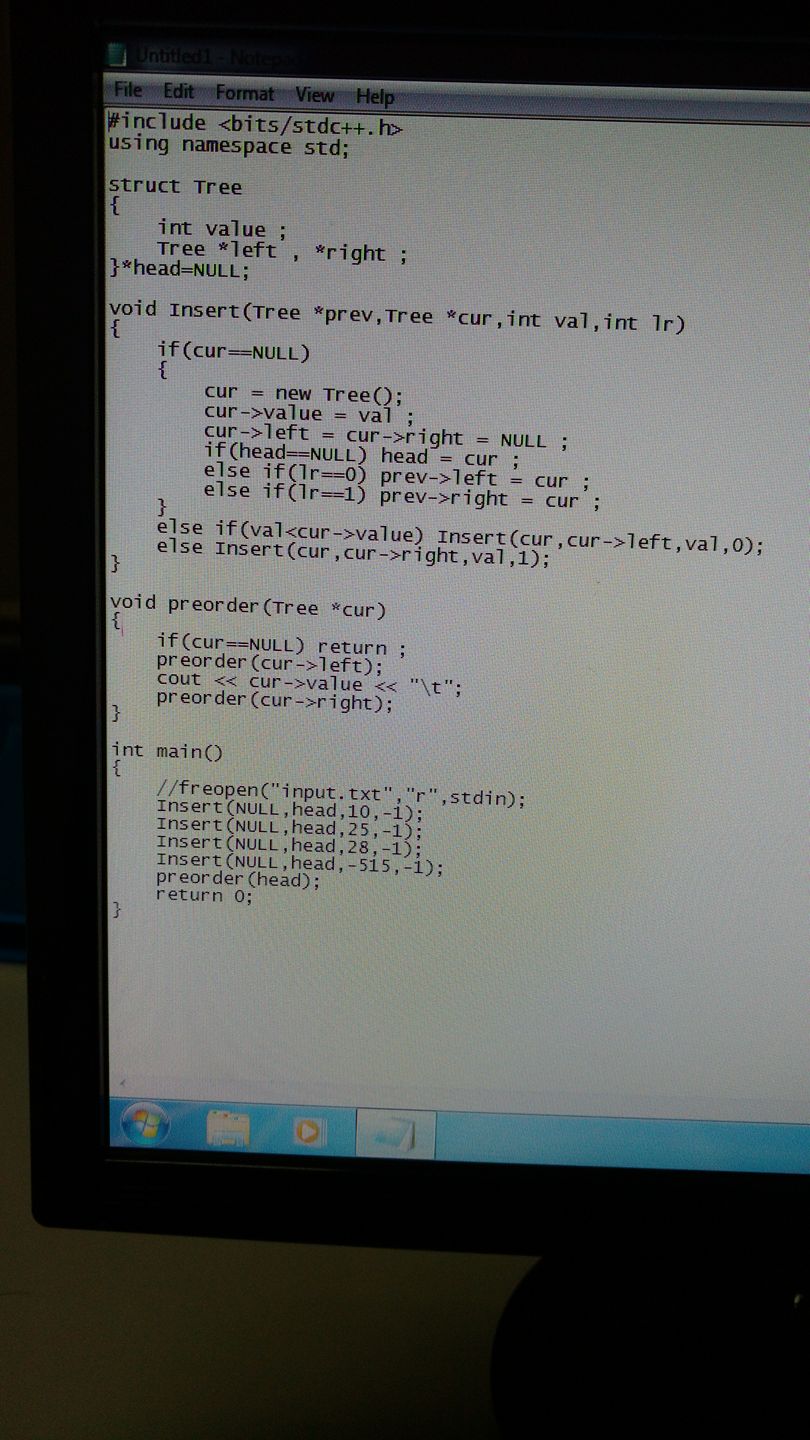 Untitled1 - Notepad
File Edit Format View Help
#include <bits/stdc++.h>
using namespace std;

struct Tree
{
    int value ;
    Tree *left , *right ;
}*head=NULL;

void Insert(Tree *prev,Tree *cur,int val,int lr)
{
    if(cur==NULL)
    {
        cur = new Tree();
        cur->value = val ;
        cur->left = cur->right = NULL ;
        if(head==NULL) head = cur ;
        else if(lr==0) prev->left = cur ;
        else if(lr==1) prev->right = cur ;
    }
    else if(val<cur->value) Insert(cur,cur->left,val,0);
    else Insert(cur,cur->right,val,1);
}

void preorder(Tree *cur)
{
    if(cur==NULL) return ;
    preorder(cur->left);
    cout << cur->value << "\t";
    preorder(cur->right);
}

int main()
{
    //freopen("input.txt","r",stdin);
    Insert(NULL,head,10,-1);
    Insert(NULL,head,25,-1);
    Insert(NULL,head,28,-1);
    Insert(NULL,head,-515,-1);
    preorder(head);
    return 0;
}